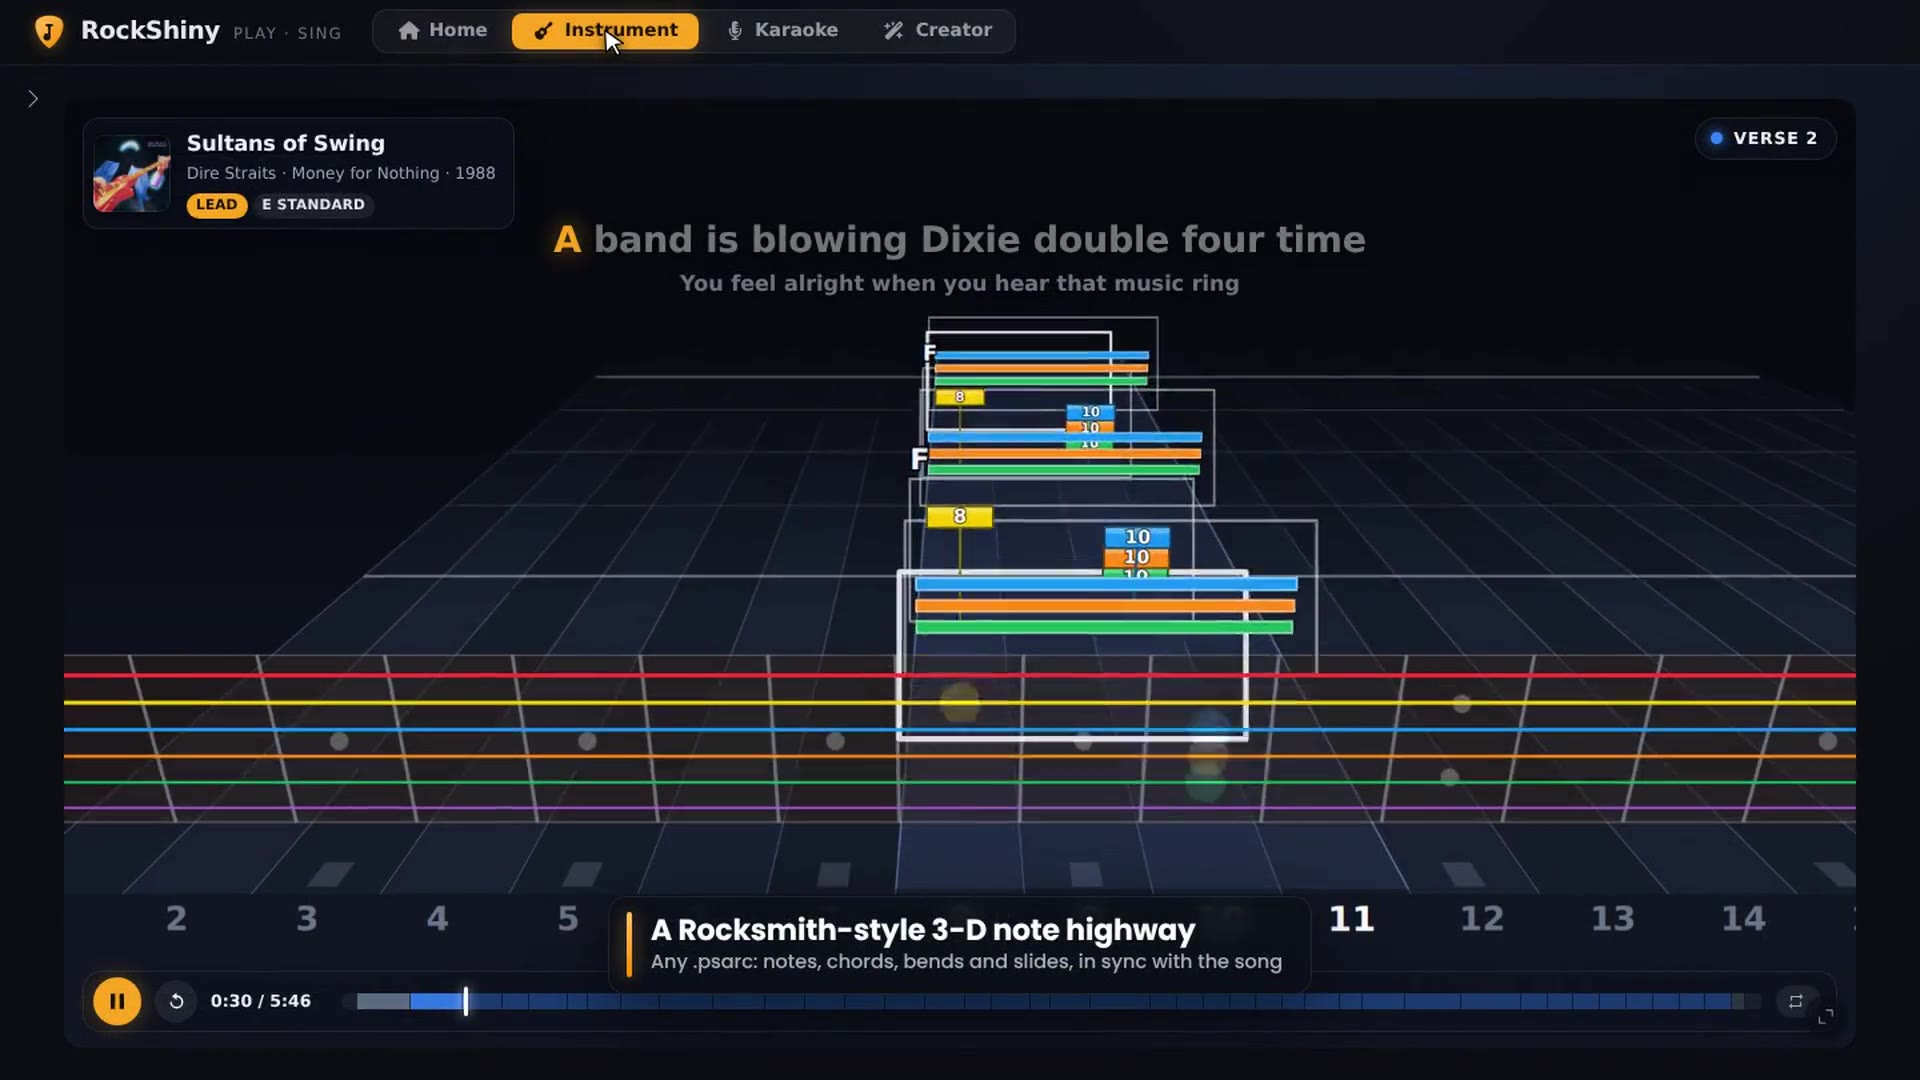 RockShiny PLAY · SING Home Instrument Karaoke Creator
Sultans of Swing
Dire Straits · Money for Nothing · 1988
LEAD E STANDARD
VERSE 2
A band is blowing Dixie double four time
You feel alright when you hear that music ring
F
8
10
10
10
F
8
10
10
10
2 3 4 5 11 12 13 14
A Rocksmith-style 3-D note highway
Any .psarc: notes, chords, bends and slides, in sync with the song
0:30 / 5:46